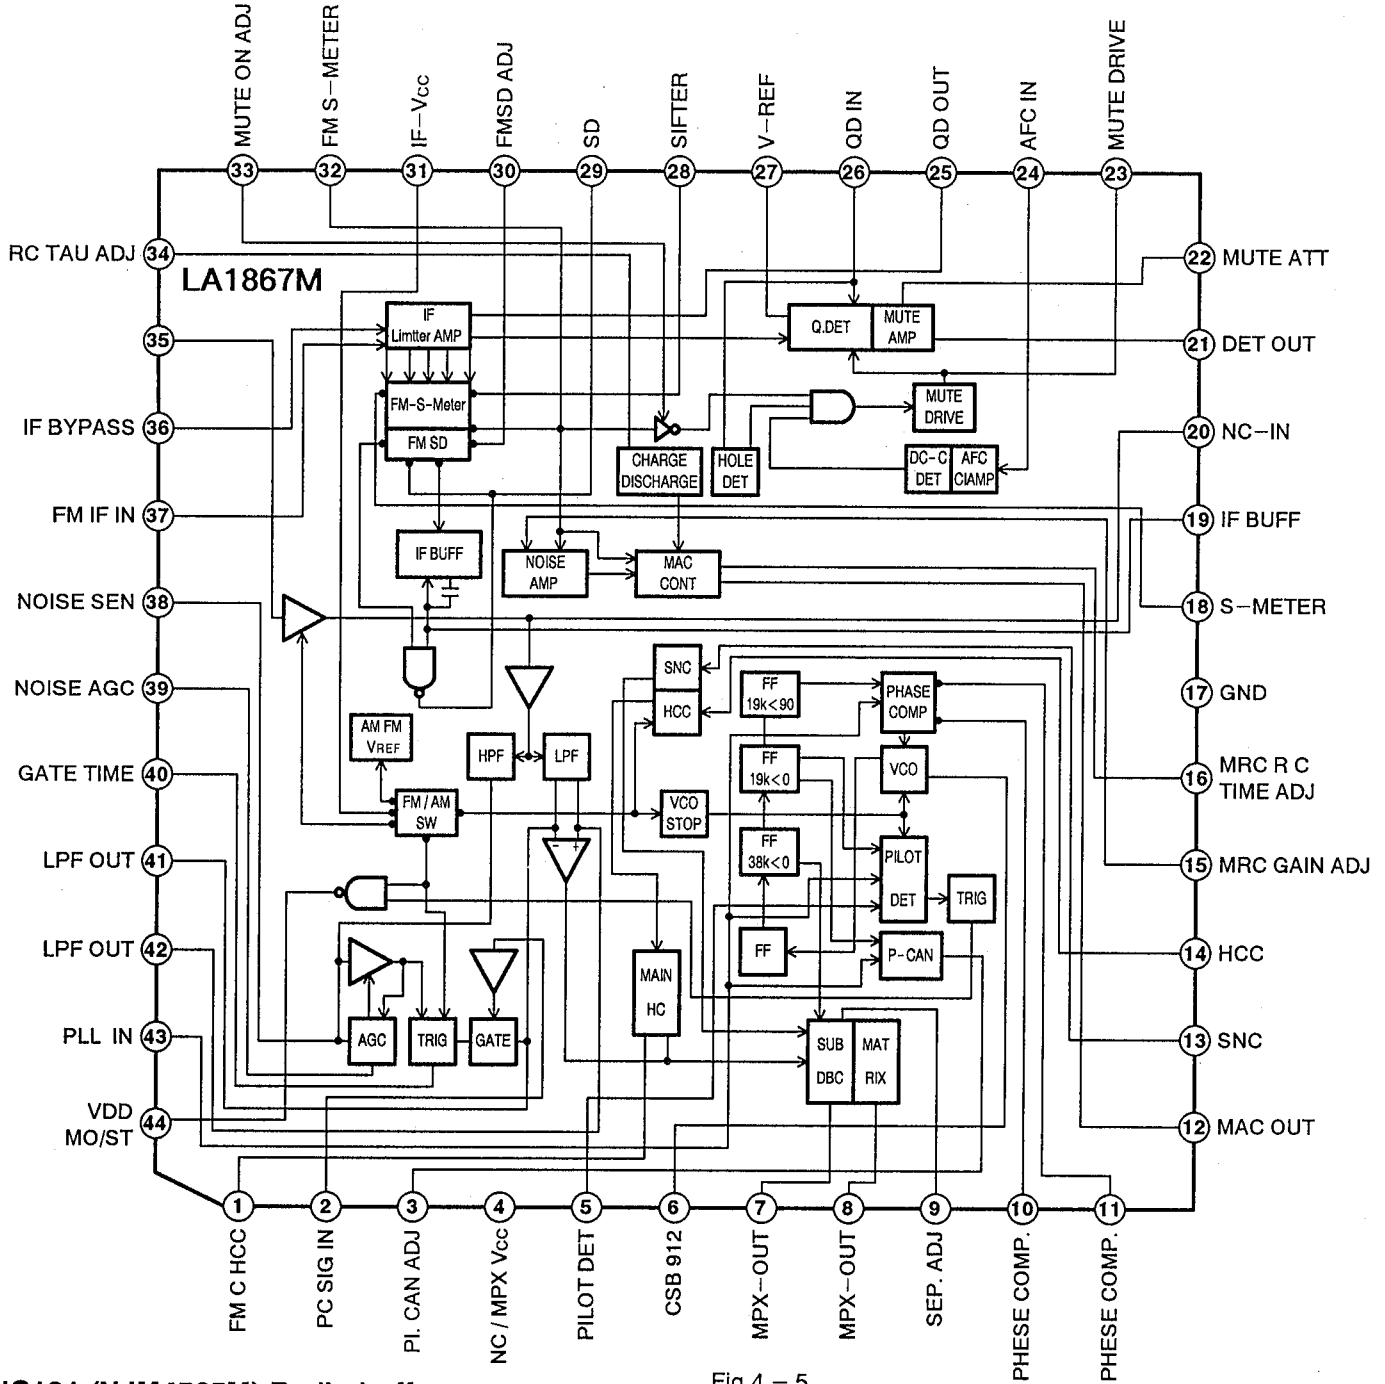 MUTE ON ADJ
FM S-METER
IF-Vcc
FMSD ADJ
SD
SIFTER
V-REF
QD IN
QD OUT
AFC IN
MUTE DRIVE
33
32
31
30
29
28
27
26
25
24
23
RC TAU ADJ 34
LA1867M
22 MUTE ATT
35
21 DET OUT
IF BYPASS 36
20 NC-IN
FM IF IN 37
19 IF BUFF
NOISE SEN 38
18 S-METER
NOISE AGC 39
17 GND
GATE TIME 40
16 MRC R C
TIME ADJ
LPF OUT 41
15 MRC GAIN ADJ
LPF OUT 42
14 HCC
PLL IN 43
13 SNC
VDD
MO/ST
44
12 MAC OUT
IF
Limtter AMP
FM-S-Meter
FM SD
Q.DET
MUTE
AMP
MUTE
DRIVE
CHARGE
DISCHARGE
HOLE
DET
DC-C
DET
AFC
CIAMP
IF BUFF
NOISE
AMP
MAC
CONT
SNC
HCC
FF
19k<90
PHASE
COMP
AM FM
VREF
HPF
LPF
FF
19k<0
VCO
FM / AM
SW
VCO
STOP
- +
FF
38k<0
PILOT
DET
TRIG
FF
P-CAN
MAIN
HC
AGC
TRIG
GATE
SUB
DBC
MAT
RIX
1
2
3
4
5
6
7
8
9
10
11
FM C HCC
PC SIG IN
PI. CAN ADJ
NC / MPX Vcc
PILOT DET
CSB 912
MPX-OUT
MPX-OUT
SEP. ADJ
PHESE COMP.
PHESE COMP.
Fig 4 - 5